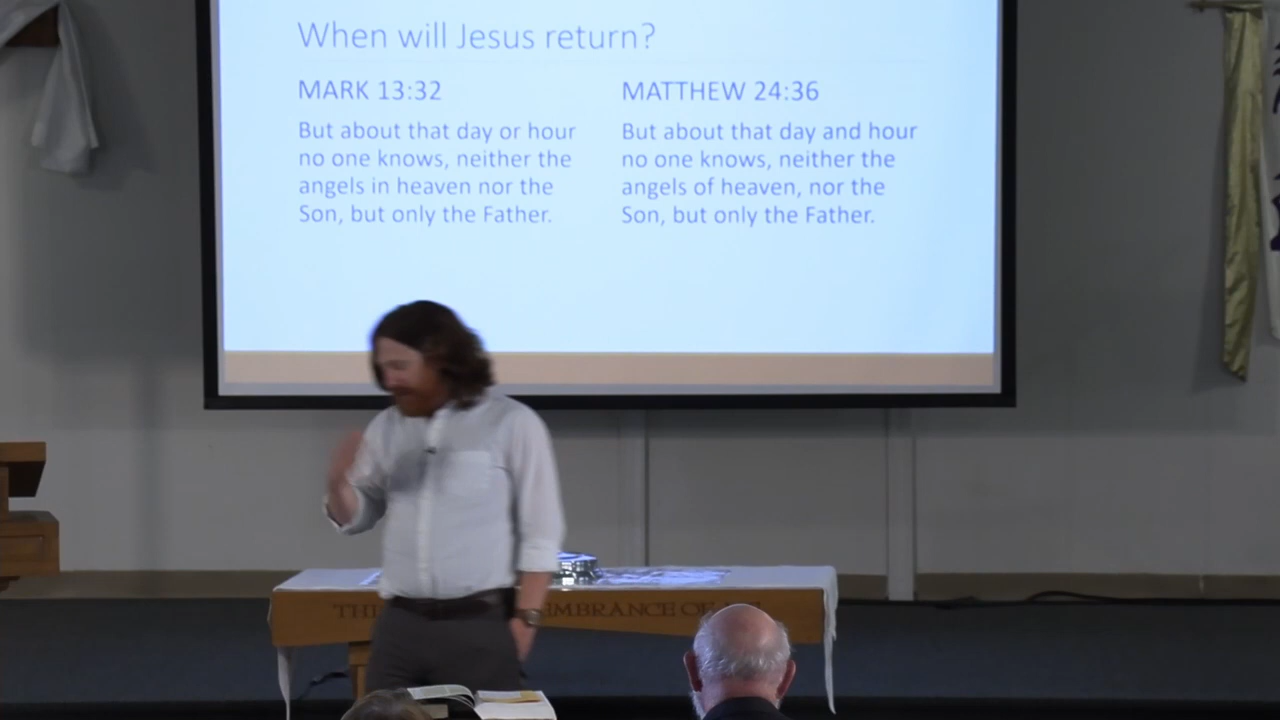 When will Jesus return?
MARK 13:32
But about that day or hour
no one knows, neither the
angels in heaven nor the
Son, but only the Father.
MATTHEW 24:36
But about that day and hour
no one knows, neither the
angels of heaven, nor the
Son, but only the Father.
OF